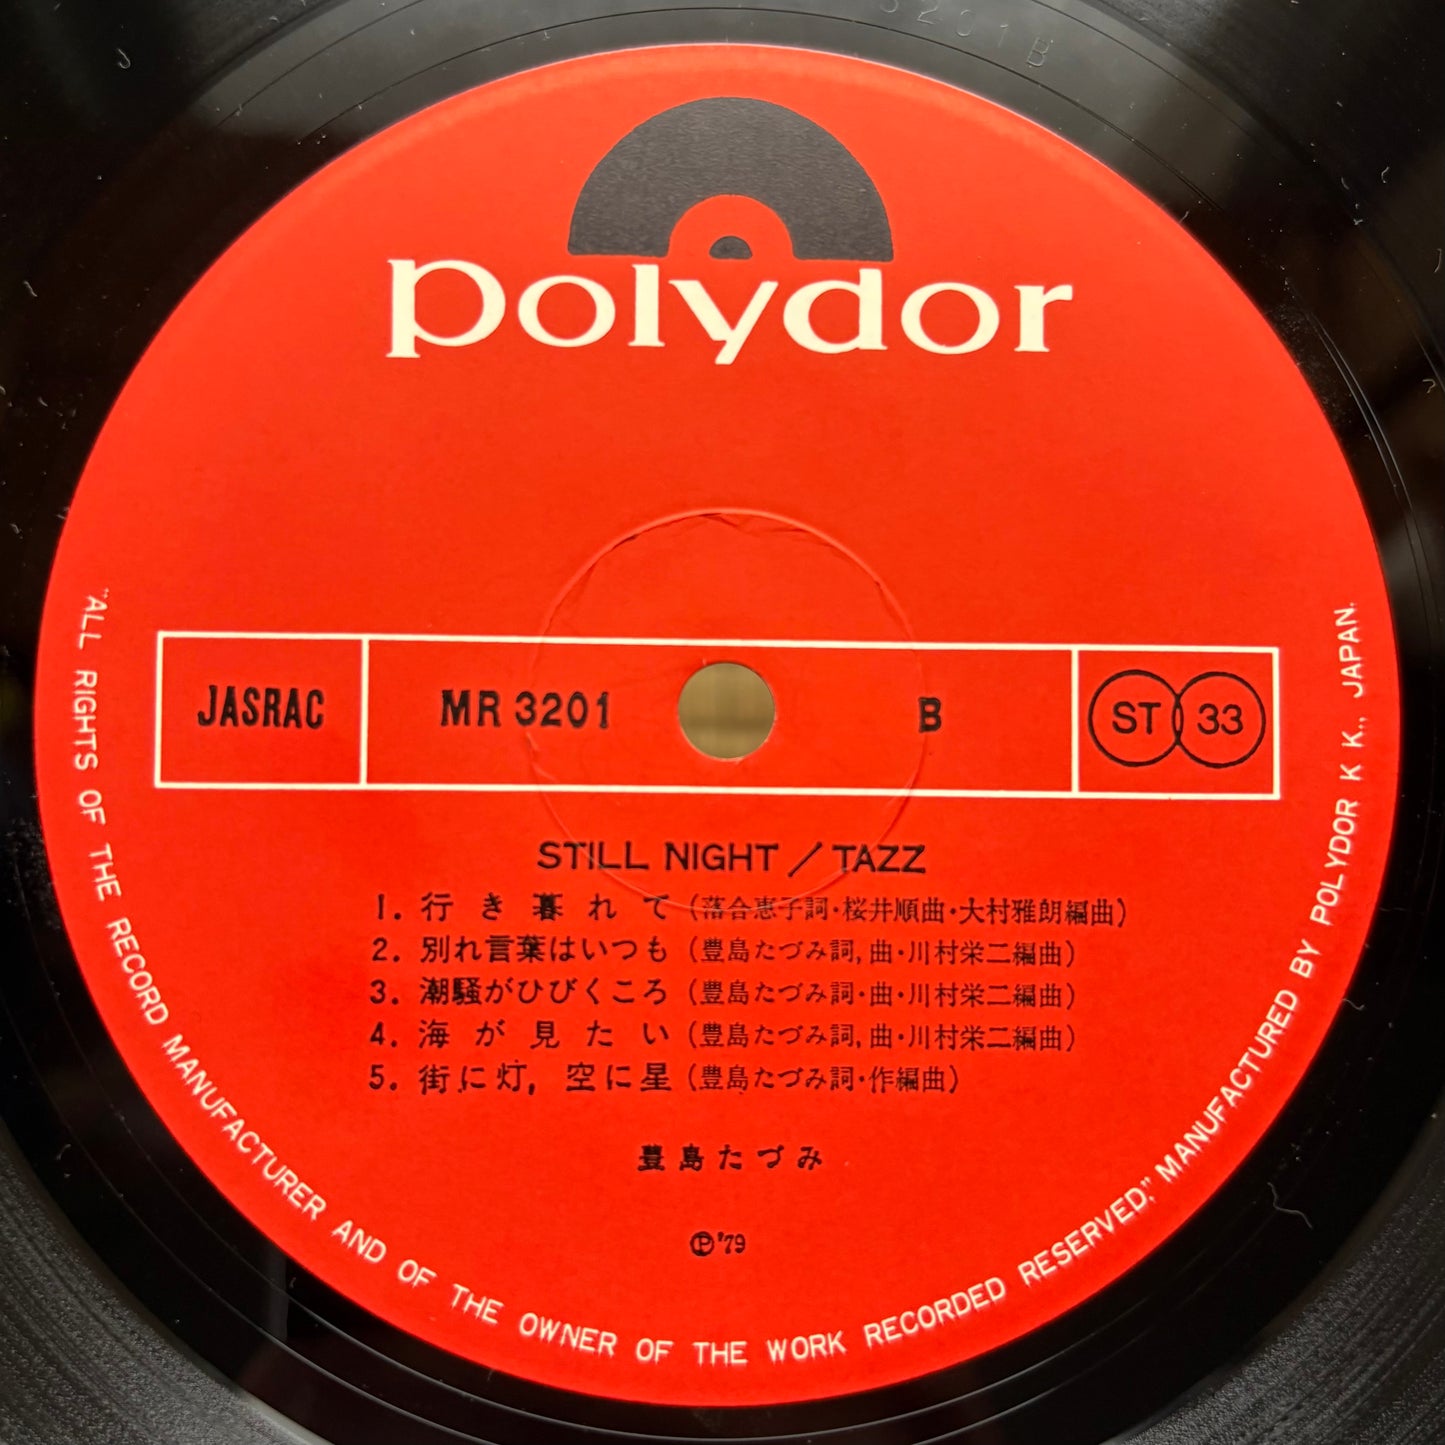 3201B
polydor
JASRAC
MR 3201
B
ST 33
STILL NIGHT / TAZZ
1. 行き暮れて (落合恵子詞・桜井順曲・大村雅朗編曲)
2. 別れ言葉はいつも (豊島たづみ詞, 曲・川村栄二編曲)
3. 潮騒がひびくころ (豊島たづみ詞・曲・川村栄二編曲)
4. 海が見たい (豊島たづみ詞, 曲・川村栄二編曲)
5. 街に灯, 空に星 (豊島たづみ詞・作編曲)
豊島たづみ
Ⓟ'79
"ALL RIGHTS OF THE RECORD MANUFACTURER AND OF THE OWNER OF THE WORK RECORDED RESERVED," MANUFACTURED BY POLYDOR K K., JAPAN.